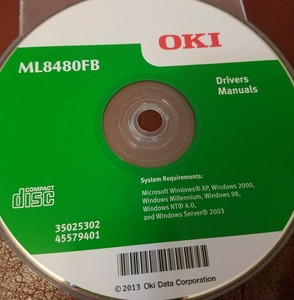 OKI
ML8480FB
Drivers
Manuals
System Requirements:
Microsoft Windows® XP, Windows 2000,
Windows Millennium, Windows 98,
Windows NT® 4.0,
and Windows Server® 2003
COMPACT
disc
35025302
45579401
©2013 Oki Data Corporation